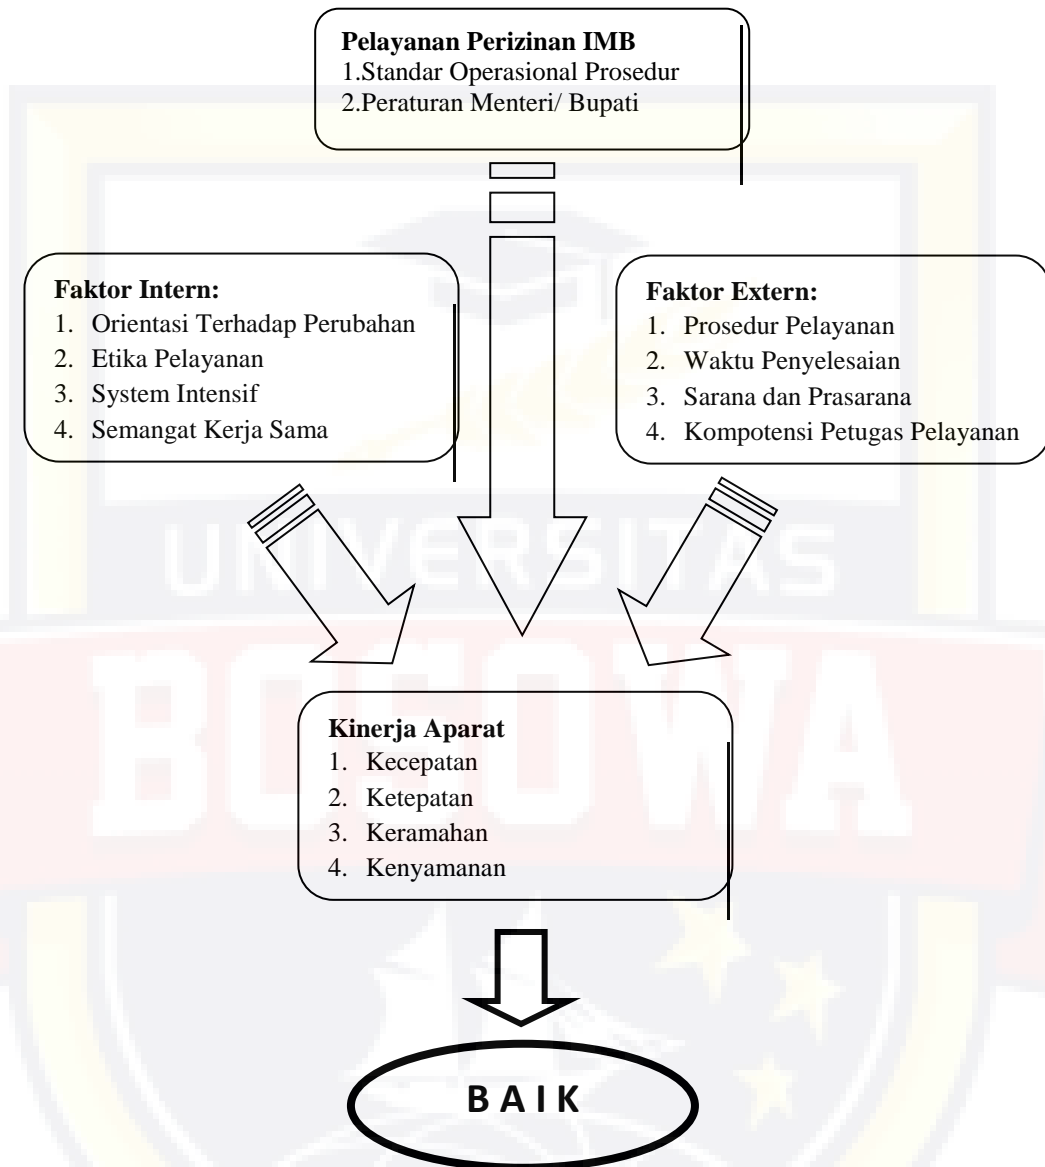 Pelayanan Perizinan IMB
1.Standar Operasional Prosedur
2.Peraturan Menteri/ Bupati
Faktor Intern:
1. Orientasi Terhadap Perubahan
2. Etika Pelayanan
3. System Intensif
4. Semangat Kerja Sama
Faktor Extern:
1. Prosedur Pelayanan
2. Waktu Penyelesaian
3. Sarana dan Prasarana
4. Kompotensi Petugas Pelayanan
UNIVERSITAS
BOSOWA
Kinerja Aparat
1. Kecepatan
2. Ketepatan
3. Keramahan
4. Kenyamanan
B A I K